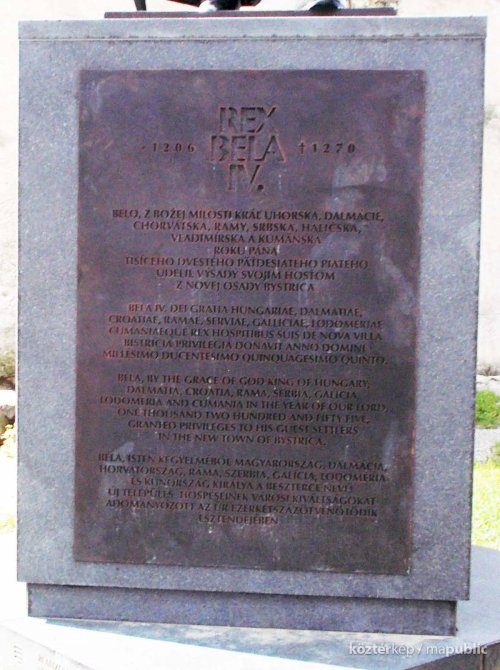 REX
· 1206 BELA † 1270
IV.
BELO, Z BOŽEJ MILOSTI KRÁĽ UHORSKA, DALMÁCIE,
CHORVÁTSKA, RAMY, SRBSKA, HALIČSKA,
VLADIMÍRSKA A KUMÁNSKA
ROKU PÁNA
TISÍCEHO DVESTÉHO PÄŤDESIATEHO PIATEHO
UDELIL VÝSADY SVOJIM HOSŤOM
Z NOVEJ OSADY BYSTRICA
BELA IV. DEI GRATIA HUNGARIAE, DALMATIAE,
CROATIAE, RAMAE, SERVIAE, GALLICIAE, LODOMERIAE
CUMANIAEQUE REX HOSPITIBUS SUIS DE NOVA VILLA
BISTRICIA PRIVILEGIA DONAVIT ANNO DOMINI
MILLESIMO DUCENTESIMO QUINQUAGESIMO QUINTO.
BELA, BY THE GRACE OF GOD KING OF HUNGARY,
DALMATIA, CROATIA, RAMA, SERBIA, GALICIA,
LODOMERIA AND CUMANIA IN THE YEAR OF OUR LORD,
ONE THOUSAND TWO HUNDRED AND FIFTY FIVE,
GRANTED PRIVILEGES TO HIS GUEST SETTLERS
IN THE NEW TOWN OF BYSTRICA.
BÉLA, ISTEN KEGYELMÉBŐL MAGYARORSZÁG, DALMÁCIA,
HORVÁTORSZÁG, RAMA, SZERBIA, GALÍCIA, LODOMÉRIA
ÉS KUNORSZÁG KIRÁLYA A BESZTERCE NEVŰ
ÚJ TELEPÜLÉS HOSPESEINEK VÁROSI KIVÁLTSÁGOKAT
ADOMÁNYOZOTT AZ ÚR EZERKÉTSZÁZÖTVENÖTÖDIK
ESZTENDEJÉBEN
köztérkép / mapublic